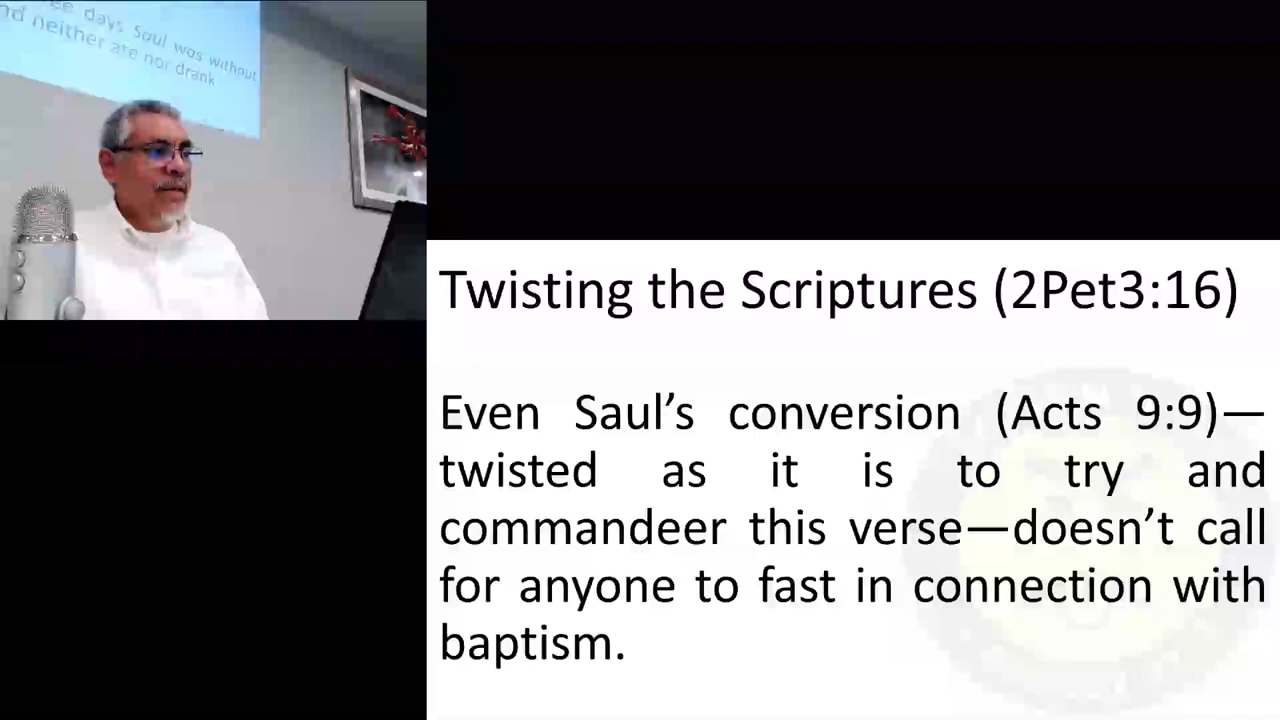 ee days Saul was without
nd neither ate nor drank
Twisting the Scriptures (2Pet3:16)
Even Saul’s conversion (Acts 9:9)—
twisted as it is to try and
commandeer this verse—doesn’t call
for anyone to fast in connection with
baptism.